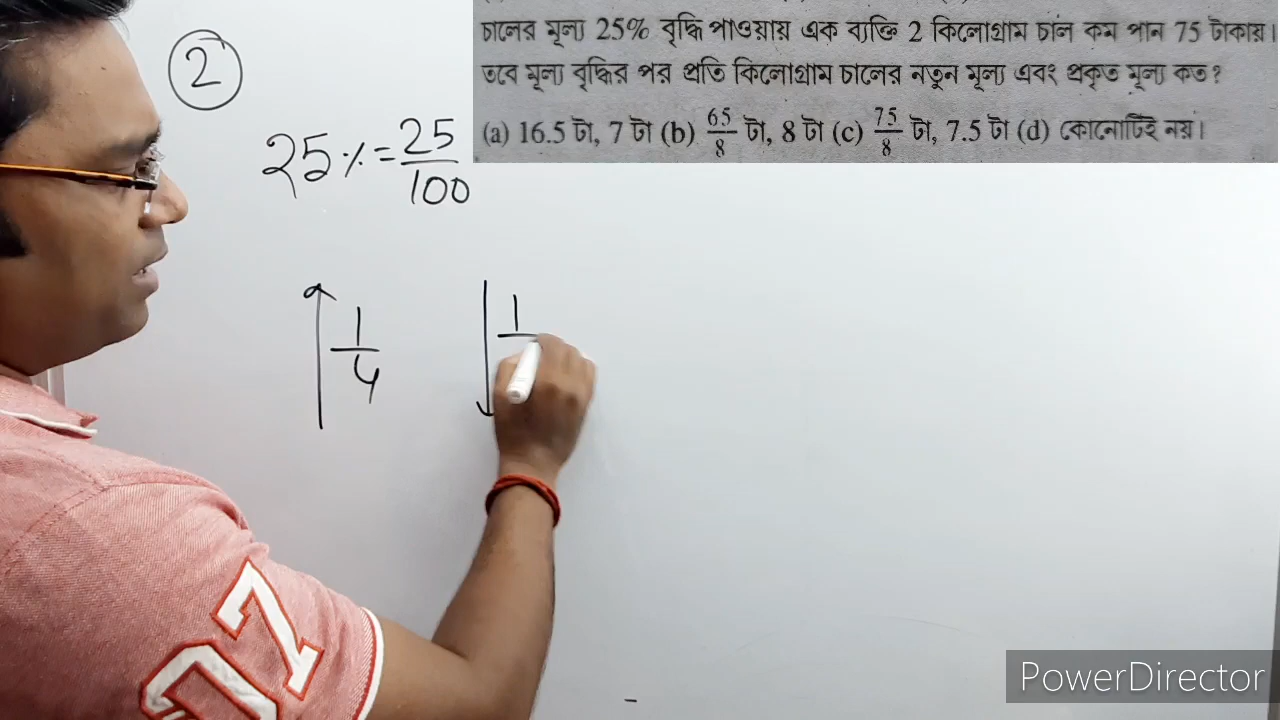 চালের মূল্য 25% বৃদ্ধি পাওয়ায় এক ব্যক্তি 2 কিলোগ্রাম চাল কম পান 75 টাকায়।
তবে মূল্য বৃদ্ধির পর প্রতি কিলোগ্রাম চালের নতুন মূল্য এবং প্রকৃত মূল্য কত?
(a) 16.5 টা, 7 টা (b) 65/8 টা, 8 টা (c) 75/8 টা, 7.5 টা (d) কোনোটিই নয়।
2
25% = 25/100
1/4
1
07
PowerDirector